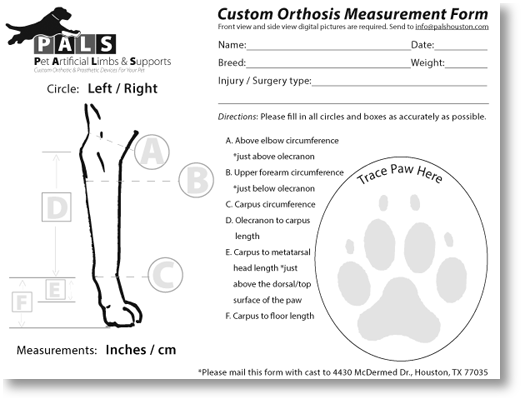 PALS
Pet Artificial Limbs & Supports
Custom Orthotic & Prosthetic Devices For Your Pet
Circle: Left / Right
A
B
D
C
E
F
Measurements: Inches / cm
Custom Orthosis Measurement Form
Front view and side view digital pictures are required. Send to info@palshouston.com
Name: Date:
Breed: Weight:
Injury / Surgery type:
Directions: Please fill in all circles and boxes as accurately as possible.
A. Above elbow circumference
*just above olecranon
B. Upper forearm circumference
*just below olecranon
C. Carpus circumference
D. Olecranon to carpus
length
E. Carpus to metatarsal
head length *just
above the dorsal/top
surface of the paw
F. Carpus to floor length
Trace Paw Here
*Please mail this form with cast to 4430 McDermed Dr., Houston, TX 77035